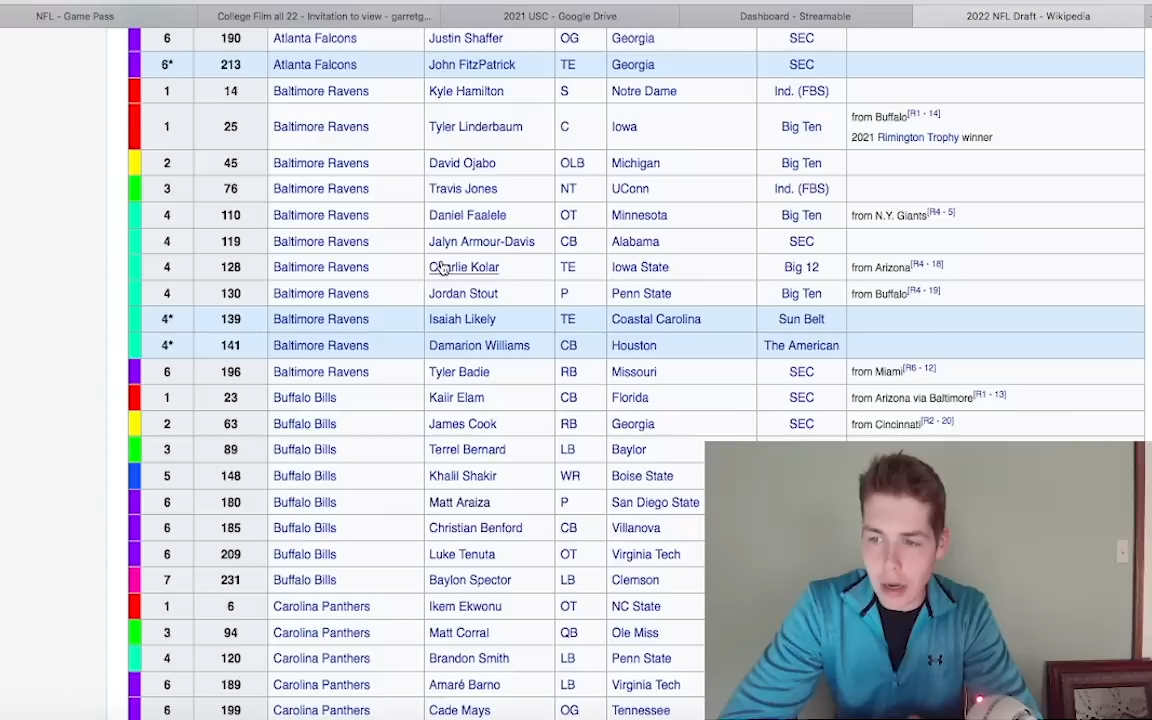 NFL - Game Pass College Film all 22 - Invitation to view - garretg... 2021 USC - Google Drive Dashboard - Streamable 2022 NFL Draft - Wikipedia
6 190 Atlanta Falcons Justin Shaffer OG Georgia SEC
6* 213 Atlanta Falcons John FitzPatrick TE Georgia SEC
1 14 Baltimore Ravens Kyle Hamilton S Notre Dame Ind. (FBS)
1 25 Baltimore Ravens Tyler Linderbaum C Iowa Big Ten from Buffalo[R1 - 14]
2021 Rimington Trophy winner
2 45 Baltimore Ravens David Ojabo OLB Michigan Big Ten
3 76 Baltimore Ravens Travis Jones NT UConn Ind. (FBS)
4 110 Baltimore Ravens Daniel Faalele OT Minnesota Big Ten from N.Y. Giants[R4 - 5]
4 119 Baltimore Ravens Jalyn Armour-Davis CB Alabama SEC
4 128 Baltimore Ravens Charlie Kolar TE Iowa State Big 12 from Arizona[R4 - 18]
4 130 Baltimore Ravens Jordan Stout P Penn State Big Ten from Buffalo[R4 - 19]
4* 139 Baltimore Ravens Isaiah Likely TE Coastal Carolina Sun Belt
4* 141 Baltimore Ravens Damarion Williams CB Houston The American
6 196 Baltimore Ravens Tyler Badie RB Missouri SEC from Miami[R6 - 12]
1 23 Buffalo Bills Kaiir Elam CB Florida SEC from Arizona via Baltimore[R1 - 13]
2 63 Buffalo Bills James Cook RB Georgia SEC from Cincinnati[R2 - 20]
3 89 Buffalo Bills Terrel Bernard LB Baylor
5 148 Buffalo Bills Khalil Shakir WR Boise State
6 180 Buffalo Bills Matt Araiza P San Diego State
6 185 Buffalo Bills Christian Benford CB Villanova
6 209 Buffalo Bills Luke Tenuta OT Virginia Tech
7 231 Buffalo Bills Baylon Spector LB Clemson
1 6 Carolina Panthers Ikem Ekwonu OT NC State
3 94 Carolina Panthers Matt Corral QB Ole Miss
4 120 Carolina Panthers Brandon Smith LB Penn State
6 189 Carolina Panthers Amaré Barno LB Virginia Tech
6 199 Carolina Panthers Cade Mays OG Tennessee